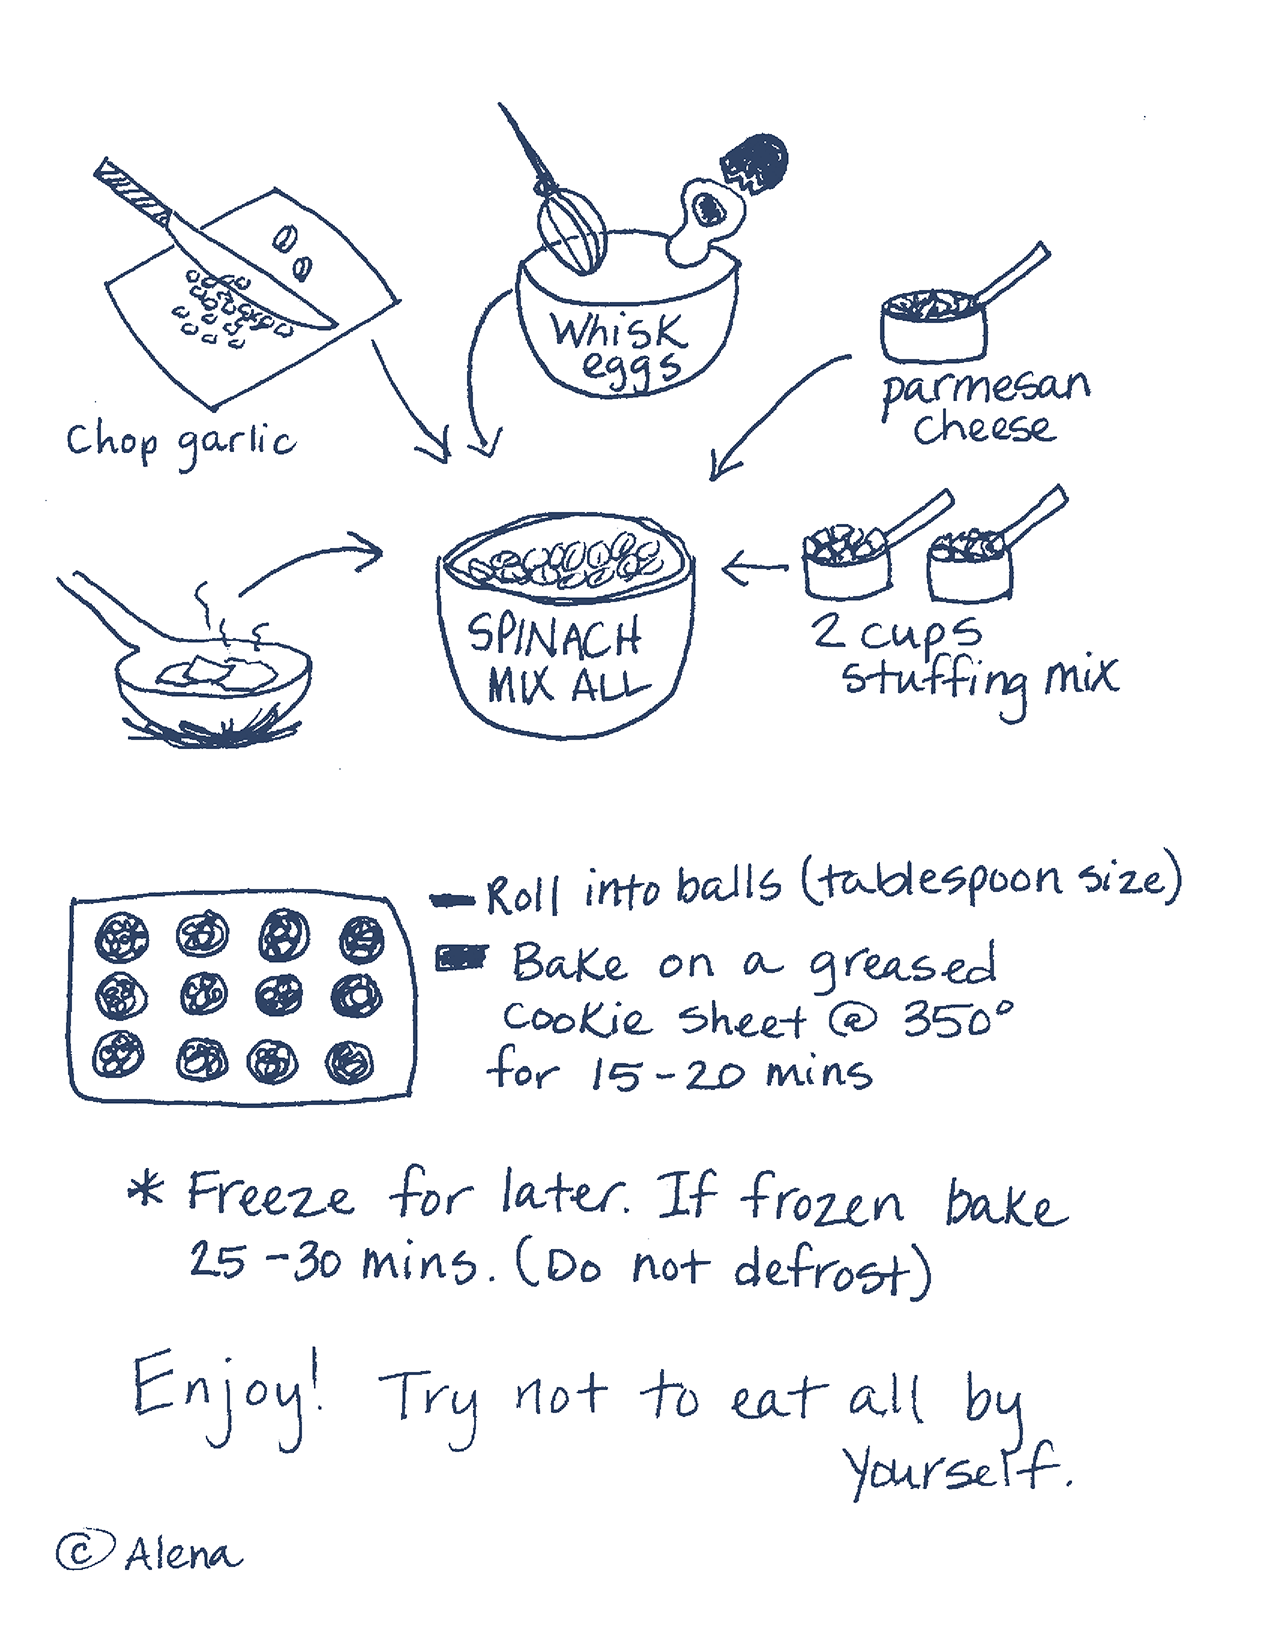 Whisk
eggs
Chop garlic
parmesan
cheese
SPINACH
MIX ALL
2 cups
stuffing mix
- Roll into balls (tablespoon size)
- Bake on a greased
cookie sheet @ 350°
for 15-20 mins
* Freeze for later. If frozen bake
25-30 mins. (Do not defrost)
Enjoy! Try not to eat all by
yourself.
© Alena